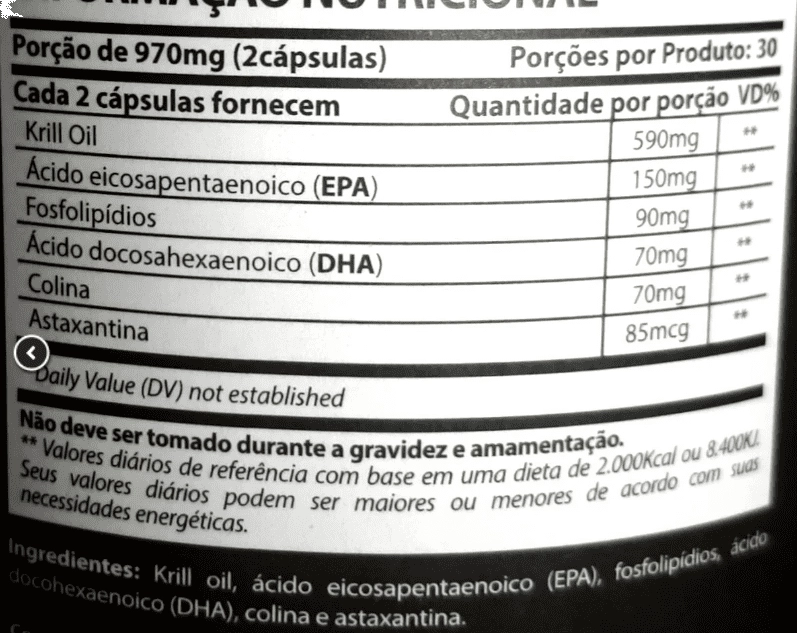 NUTRICIONAL
Porção de 970mg (2cápsulas) Porções por Produto: 30
Cada 2 cápsulas fornecem Quantidade por porção VD%
Krill Oil 590mg **
Ácido eicosapentaenoico (EPA) 150mg **
Fosfolipídios 90mg **
Ácido docosahexaenoico (DHA) 70mg **
Colina 70mg **
Astaxantina 85mcg **
Daily Value (DV) not established
Não deve ser tomado durante a gravidez e amamentação.
** Valores diários de referência com base em uma dieta de 2.000Kcal ou 8.400KJ.
Seus valores diários podem ser maiores ou menores de acordo com suas
necessidades energéticas.
Ingredientes: Krill oil, ácido eicosapentaenoico (EPA), fosfolipídios, ácido
docohexaenoico (DHA), colina e astaxantina.